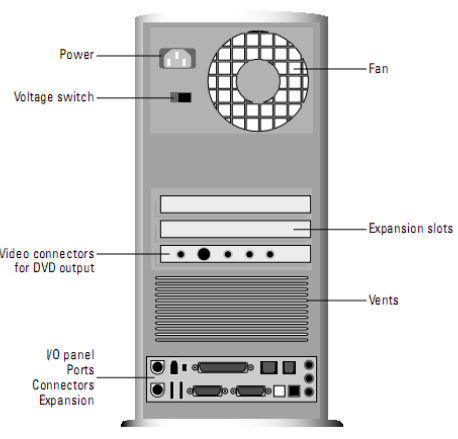 Power
Voltage switch
Fan
Expansion slots
Video connectors
for DVD output
Vents
I/O panel
Ports
Connectors
Expansion